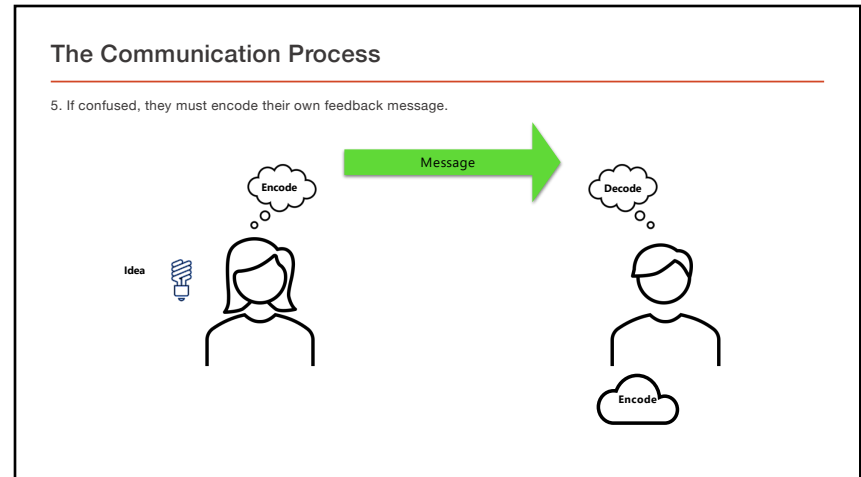 The Communication Process
5. If confused, they must encode their own feedback message.
Message
Encode
Decode
Idea
Encode